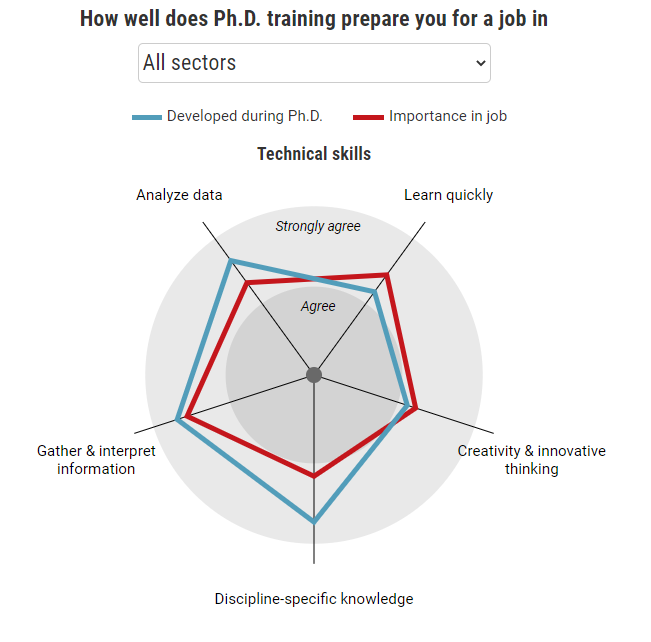 How well does Ph.D. training prepare you for a job in
All sectors
Developed during Ph.D.
Importance in job
Technical skills
Analyze data
Learn quickly
Strongly agree
Agree
Gather & interpret
information
Creativity & innovative
thinking
Discipline-specific knowledge